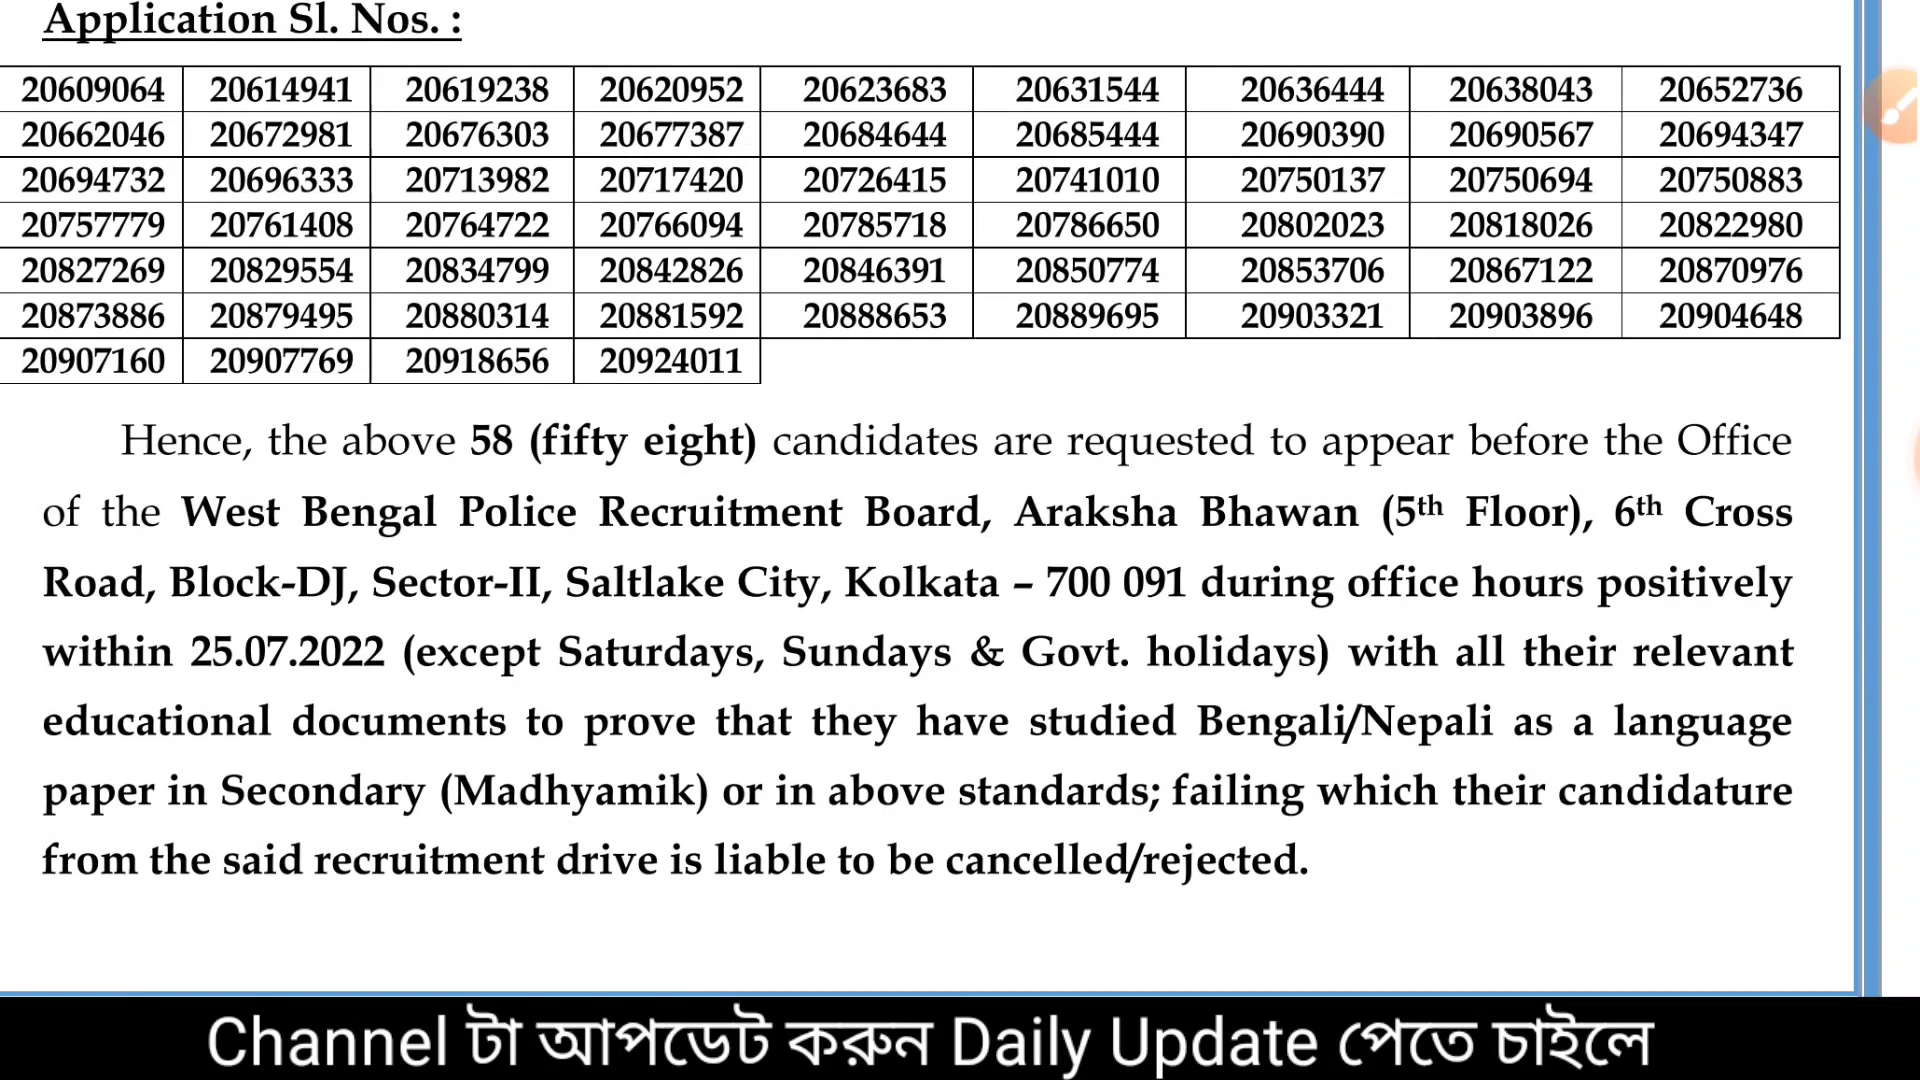 Application Sl. Nos. :
20609064 20614941 20619238 20620952 20623683 20631544 20636444 20638043 20652736
20662046 20672981 20676303 20677387 20684644 20685444 20690390 20690567 20694347
20694732 20696333 20713982 20717420 20726415 20741010 20750137 20750694 20750883
20757779 20761408 20764722 20766094 20785718 20786650 20802023 20818026 20822980
20827269 20829554 20834799 20842826 20846391 20850774 20853706 20867122 20870976
20873886 20879495 20880314 20881592 20888653 20889695 20903321 20903896 20904648
20907160 20907769 20918656 20924011
Hence, the above 58 (fifty eight) candidates are requested to appear before the Office
of the West Bengal Police Recruitment Board, Araksha Bhawan (5th Floor), 6th Cross
Road, Block-DJ, Sector-II, Saltlake City, Kolkata – 700 091 during office hours positively
within 25.07.2022 (except Saturdays, Sundays & Govt. holidays) with all their relevant
educational documents to prove that they have studied Bengali/Nepali as a language
paper in Secondary (Madhyamik) or in above standards; failing which their candidature
from the said recruitment drive is liable to be cancelled/rejected.
Channel টা আপডেট করুন Daily Update পেতে চাইলে